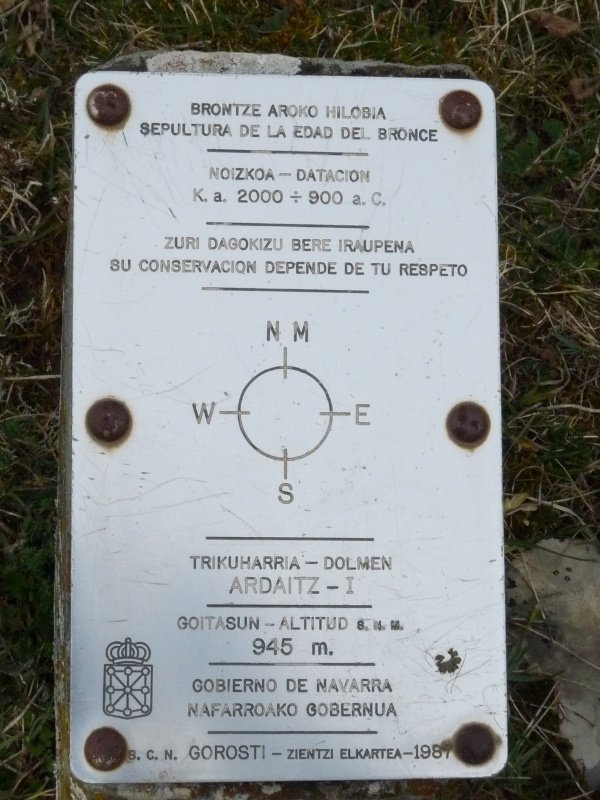 BRONTZE AROKO HILOBIA
SEPULTURA DE LA EDAD DEL BRONCE
NOIZKOA - DATACION
K. a. 2000 ÷ 900 a. C.
ZURI DAGOKIZU BERE IRAUPENA
SU CONSERVACION DEPENDE DE TU RESPETO
N M
W E
S
TRIKUHARRIA - DOLMEN
ARDAITZ - I
GOITASUN - ALTITUD S. N. M.
945 m.
GOBIERNO DE NAVARRA
NAFARROAKO GOBERNUA
S. C. N. GOROSTI - ZIENTZI ELKARTEA - 1987